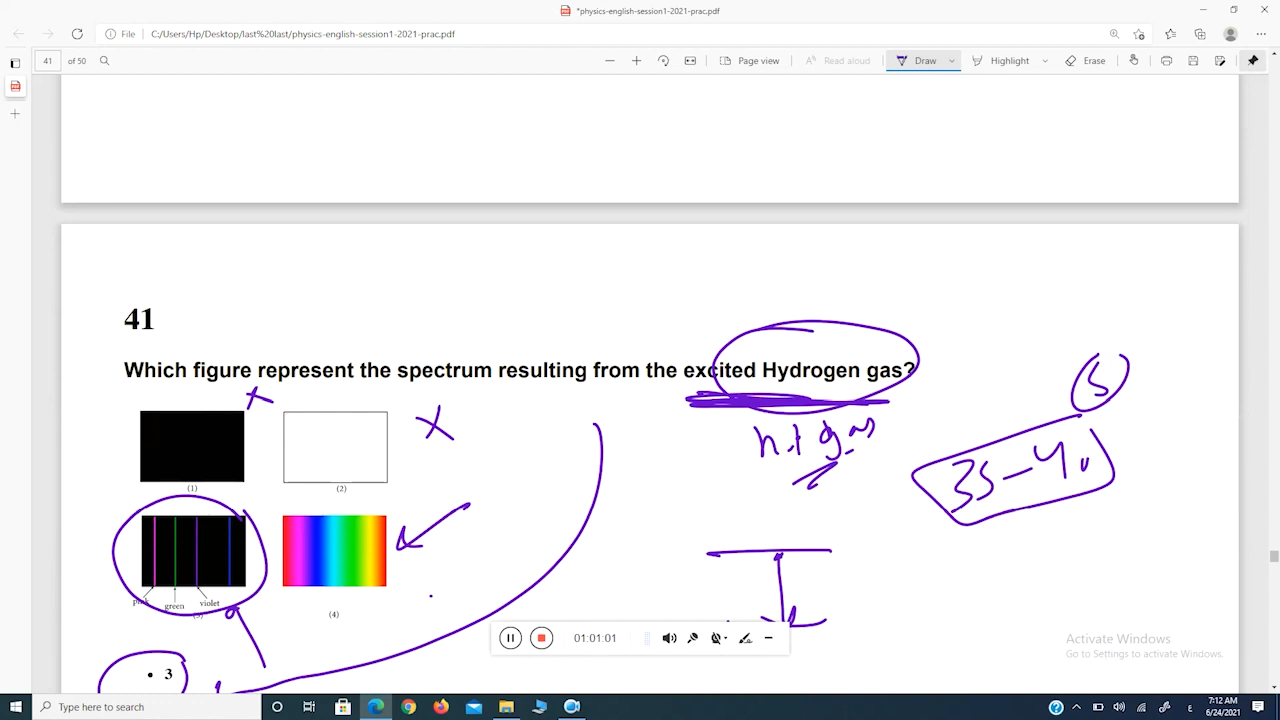 *physics-english-session1-2021-prac.pdf
File C:/Users/Hp/Desktop/last%20last/physics-english-session1-2021-prac.pdf
41 of 50 Page view Read aloud Draw Highlight Erase
41
Which figure represent the spectrum resulting from the excited Hydrogen gas?
5
35-40
gas
(1) (2)
pink green violet
(3) (4)
3
01:01:01
Activate Windows
Go to Settings to activate Windows.
Type here to search
7:12 AM
6/24/2021